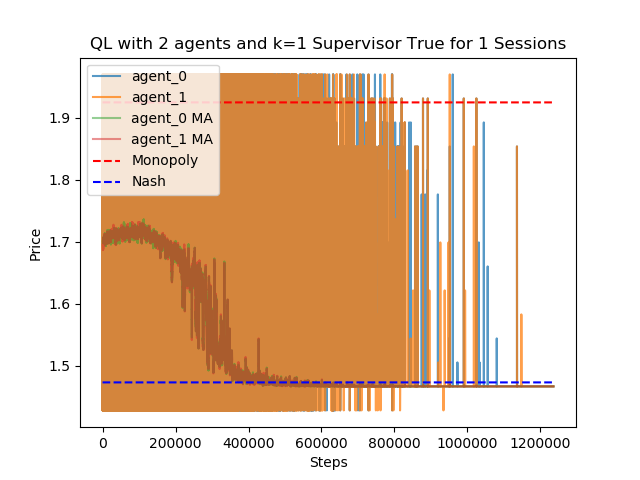 QL with 2 agents and k=1 Supervisor True for 1 Sessions
agent_0
agent_1
agent_0 MA
agent_1 MA
Monopoly
Nash
Price
1.9
1.8
1.7
1.6
1.5
0
200000
400000
600000
800000
1000000
1200000
Steps